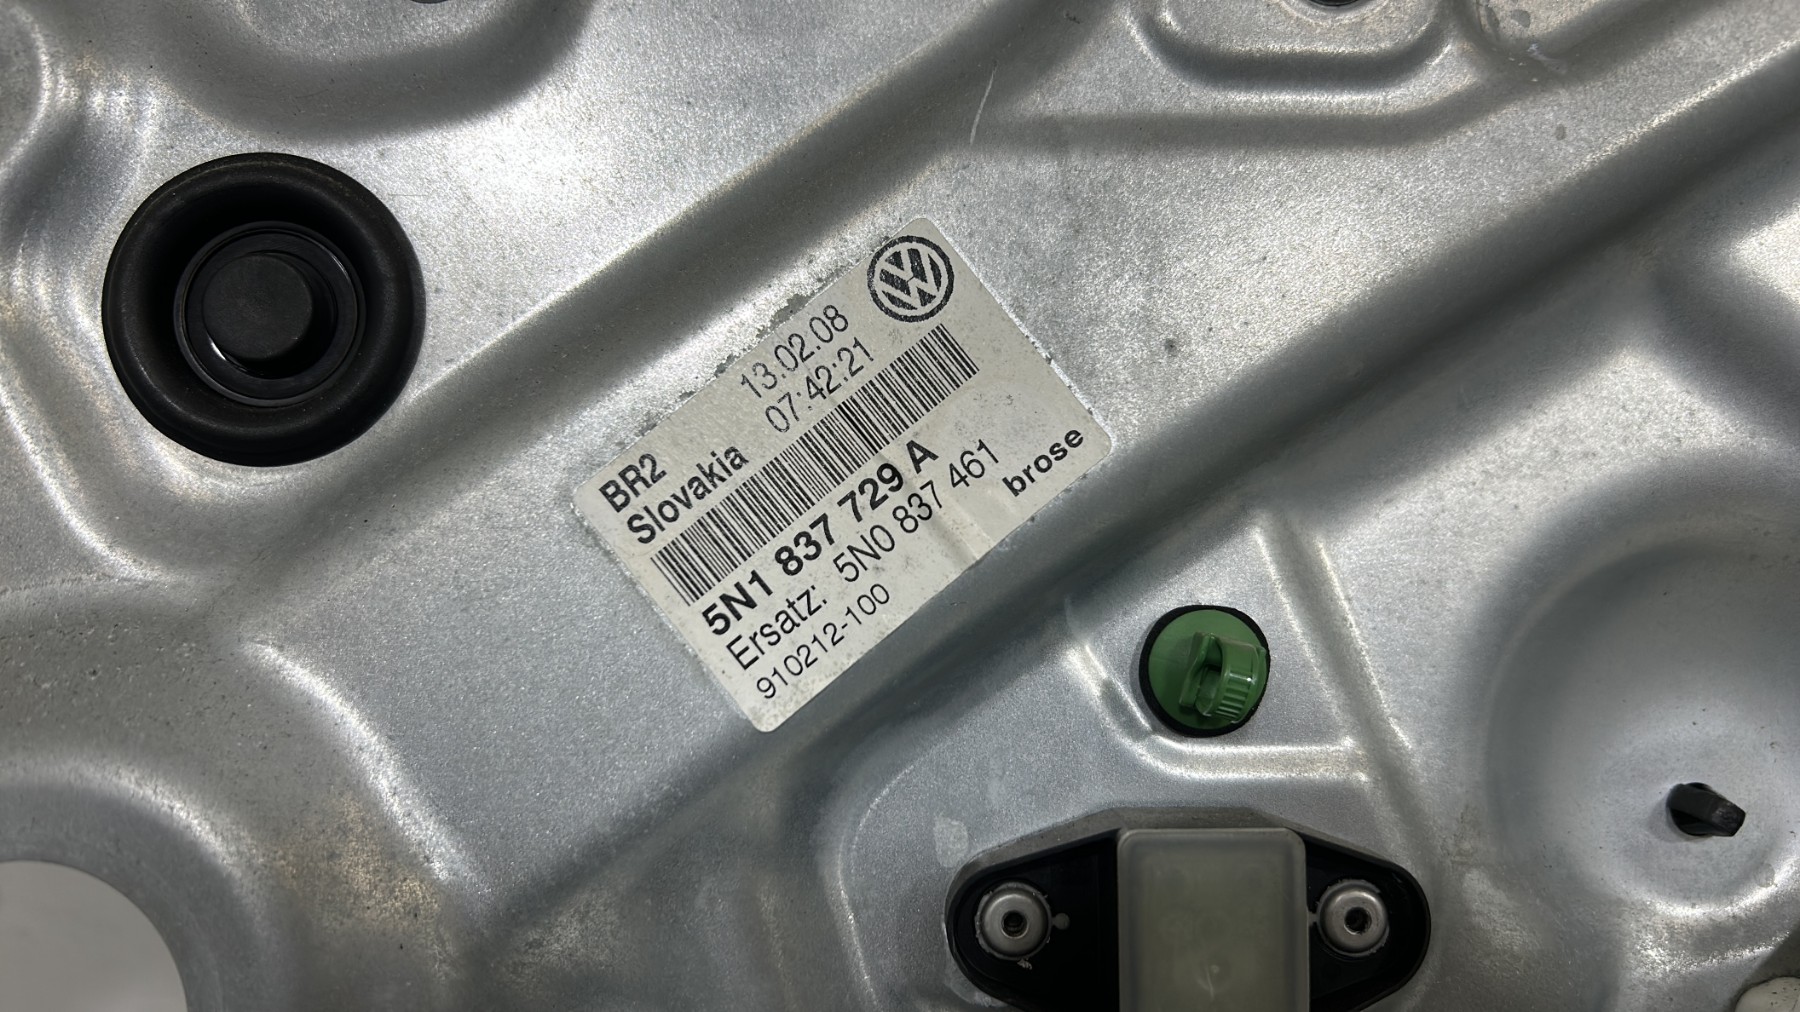 13.02.08
07:42:21
BR2
Slovakia
5N1 837 729 A
Ersatz: 5N0 837 461
910212-100
brose